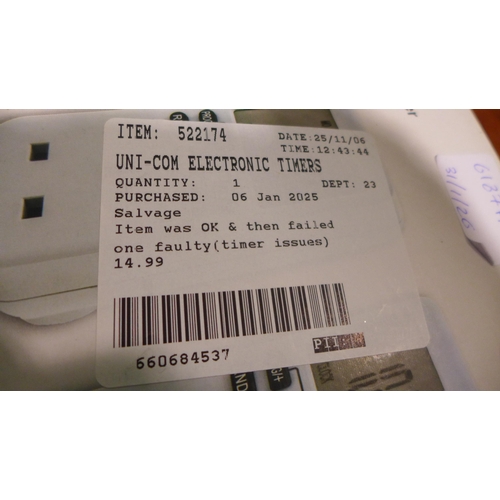 ITEM: 522174
DATE:25/11/06
TIME:12:43:44
UNI-COM ELECTRONIC TIMERS
QUANTITY: 1 DEPT: 23
PURCHASED: 06 Jan 2025
Salvage
Item was OK & then failed
one faulty(timer issues)
14.99
660684537